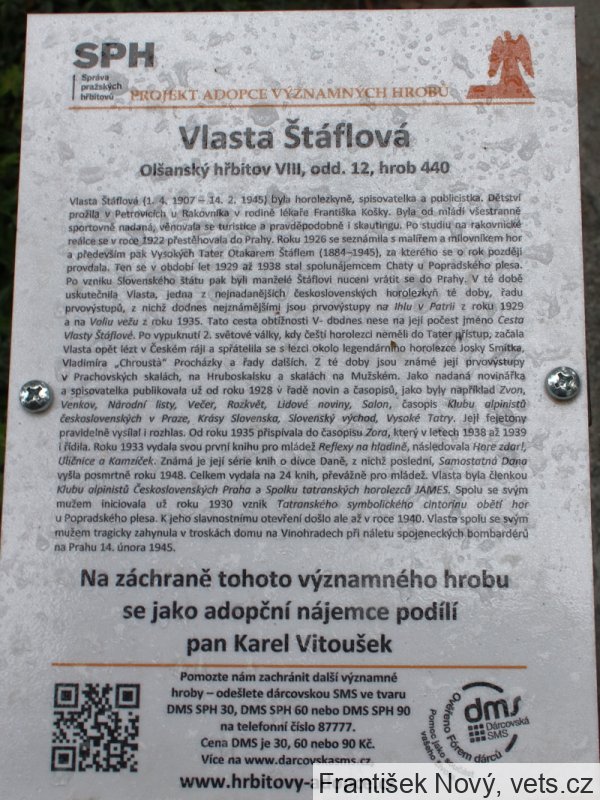 SPH
Správa
pražských
hřbitovů
PROJEKT ADOPCE VÝZNAMNÝCH HROBŮ
Vlasta Štáflová
Olšanský hřbitov VIII, odd. 12, hrob 440
Vlasta Štáflová (1. 4. 1907 – 14. 2. 1945) byla horolezkyně, spisovatelka a publicistka. Dětství
prožila v Petrovicích u Rakovníka v rodině lékaře Františka Košky. Byla od mládí všestranně
sportovně nadaná, věnovala se turistice a pravděpodobně i skautingu. Po studiu na rakovnické
reálce se v roce 1922 přestěhovala do Prahy. Roku 1926 se seznámila s malířem a milovníkem hor
a především pak Vysokých Tater Otakarem Štáflem (1884–1945), za kterého se o rok později
provdala. Ten se v období let 1929 až 1938 stal spolunájemcem Chaty u Popradského plesa.
Po vzniku Slovenského štátu pak byli manželé Štáflovi nuceni vrátit se do Prahy. V té době
uskutečnila Vlasta, jedna z nejnadanějších československých horolezkyň té doby, řadu
prvovýstupů, z nichž dodnes nejznámějšími jsou prvovýstupy na Ihlu v Patrii z roku 1929
a na Voliu vežu z roku 1935. Tato cesta obtížnosti V- dodnes nese na její počest jméno Cesta
Vlasty Štáflové. Po vypuknutí 2. světové války, kdy čeští horolezci neměli do Tater přístup, začala
Vlasta opět lézt v Českém ráji a spřátelila se s lezci okolo legendárního horolezce Josky Smítka,
Vladimíra „Chrousta“ Procházky a řady dalších. Z té doby jsou známé její prvovýstupy
v Prachovských skalách, na Hruboskalsku a skalách na Mužském. Jako nadaná novinářka
a spisovatelka publikovala už od roku 1928 v řadě novin a časopisů, jako byly například Zvon,
Venkov, Národní listy, Večer, Rozkvět, Lidové noviny, Salon, časopis Klubu alpinistů
československých v Praze, Krásy Slovenska, Slovenský východ, Vysoké Tatry. Její fejetony
pravidelně vysílal i rozhlas. Od roku 1935 přispívala do časopisu Zora, který v letech 1938 až 1939
i řídila. Roku 1933 vydala svou první knihu pro mládež Reflexy na hladině, následovala Hore zdar!,
Uličnice a Kamzíček. Známá je její série knih o dívce Daně, z nichž poslední, Samostatná Dana
vyšla posmrtně roku 1948. Celkem vydala na 24 knih, převážně pro mládež. Vlasta byla členkou
Klubu alpinistů Československých Praha a Spolku tatranských horolezců JAMES. Spolu se svým
mužem iniciovala už roku 1930 vznik Tatranského symbolického cintorínu obětí hor
u Popradského plesa. K jeho slavnostnímu otevření došlo ale až v roce 1940. Vlasta spolu se svým
mužem tragicky zahynula v troskách domu na Vinohradech při náletu spojeneckých bombardérů
na Prahu 14. února 1945.
Na záchraně tohoto významného hrobu
se jako adopční nájemce podílí
pan Karel Vitoušek
Pomozte nám zachránit další významné
hroby – odešlete dárcovskou SMS ve tvaru
DMS SPH 30, DMS SPH 60 nebo DMS SPH 90
na telefonní číslo 87777.
Cena DMS je 30, 60 nebo 90 Kč.
Více na www.darcovskasms.cz.
www.hrbitovy-a
Ověřeno Fórem dárců
dms
Dárcovská
SMS
Pomoc jako
František Nový, vets.cz